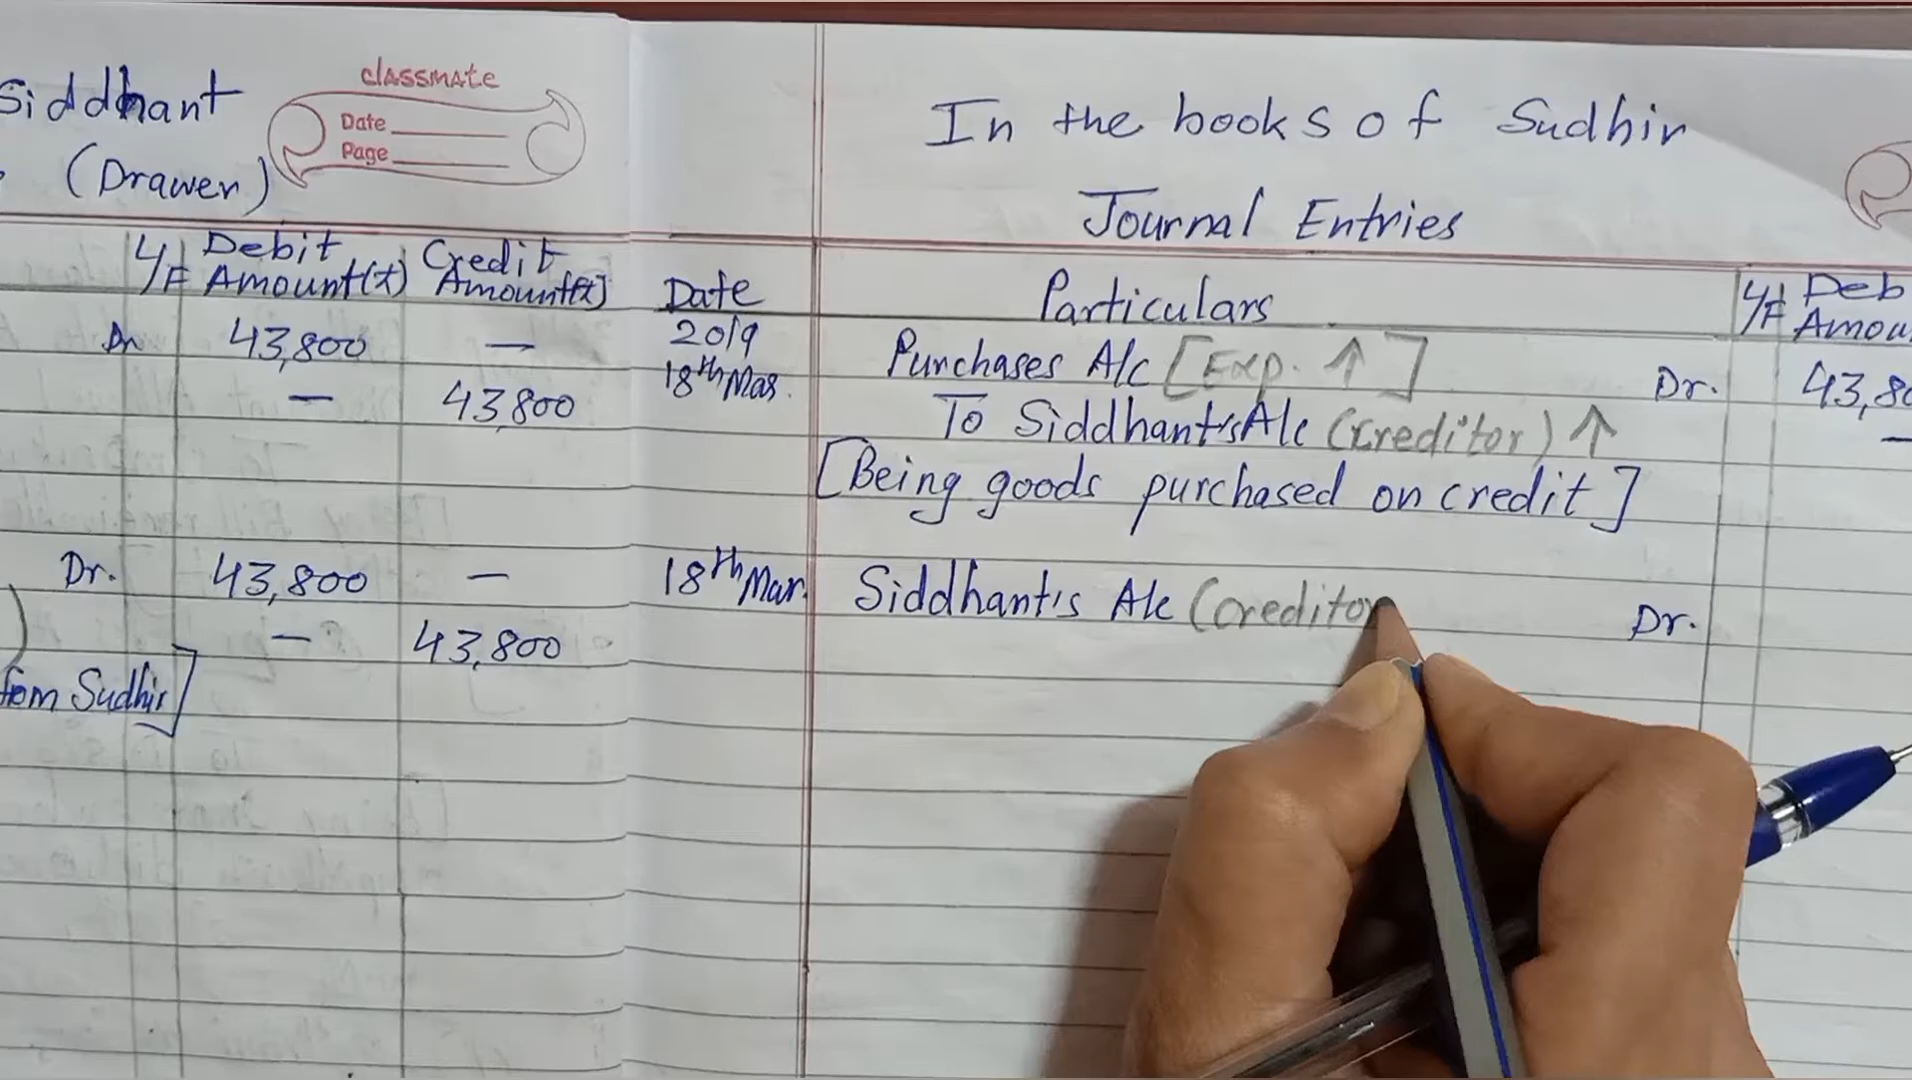 Siddhant
(Drawer)
classmate
Date
Page
L/F Debit Amount(₹) Credit Amount(₹)
Dr 43,800 —
— 43,800
Dr. 43,800 —
— 43,800
from Sudhir]
In the books of Sudhir
Journal Entries
Date Particulars L/F Deb
Amou
2019
18th Mar. Purchases A/c [Exp. ↑] Dr. 43,80
To Siddhant's A/c (Creditor) ↑ —
[Being goods purchased on credit]
18th Mar. Siddhant's A/c (Creditor Dr.